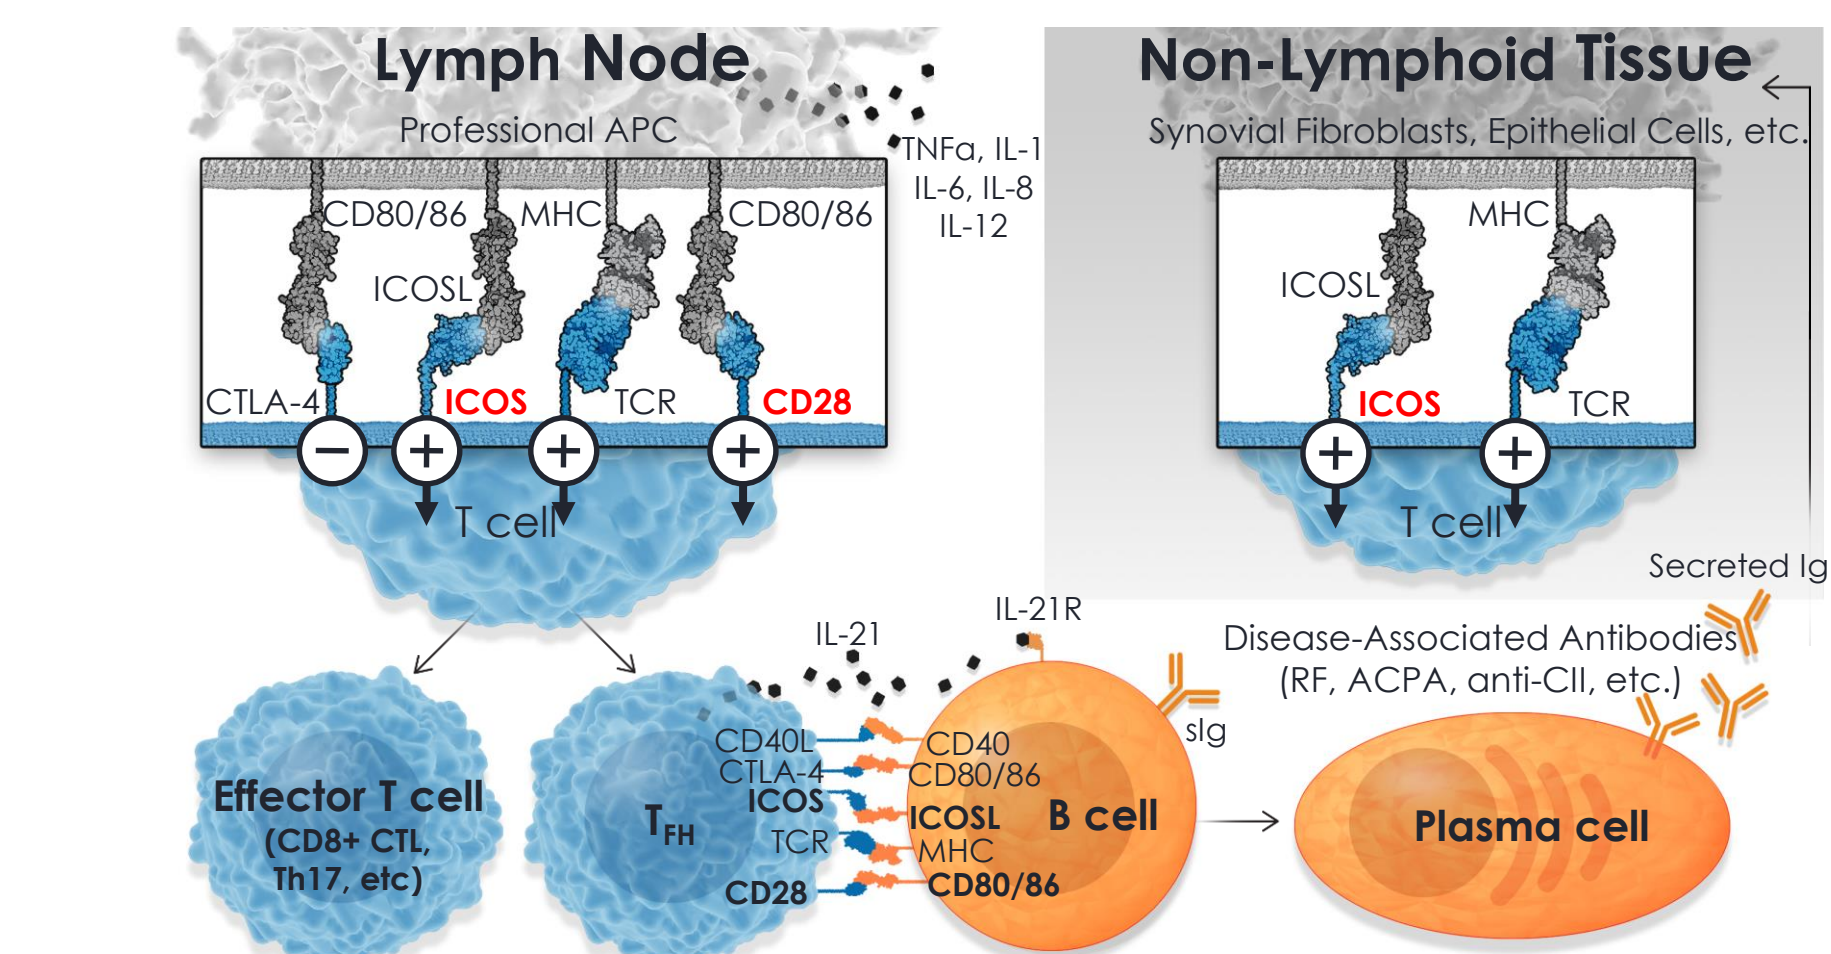 Lymph Node
Professional APC
TNFa, IL-1
IL-6, IL-8
IL-12
CD80/86
MHC
CD80/86
ICOSL
CTLA-4
ICOS
TCR
CD28
−
+
+
+
T cell
Non-Lymphoid Tissue
Synovial Fibroblasts, Epithelial Cells, etc.
MHC
ICOSL
ICOS
TCR
+
+
T cell
Secreted Ig
Disease-Associated Antibodies
(RF, ACPA, anti-CII, etc.)
IL-21
IL-21R
sIg
Effector T cell
(CD8+ CTL,
Th17, etc)
TFH
CD40L
CTLA-4
ICOS
TCR
CD28
CD40
CD80/86
ICOSL
MHC
CD80/86
B cell
Plasma cell